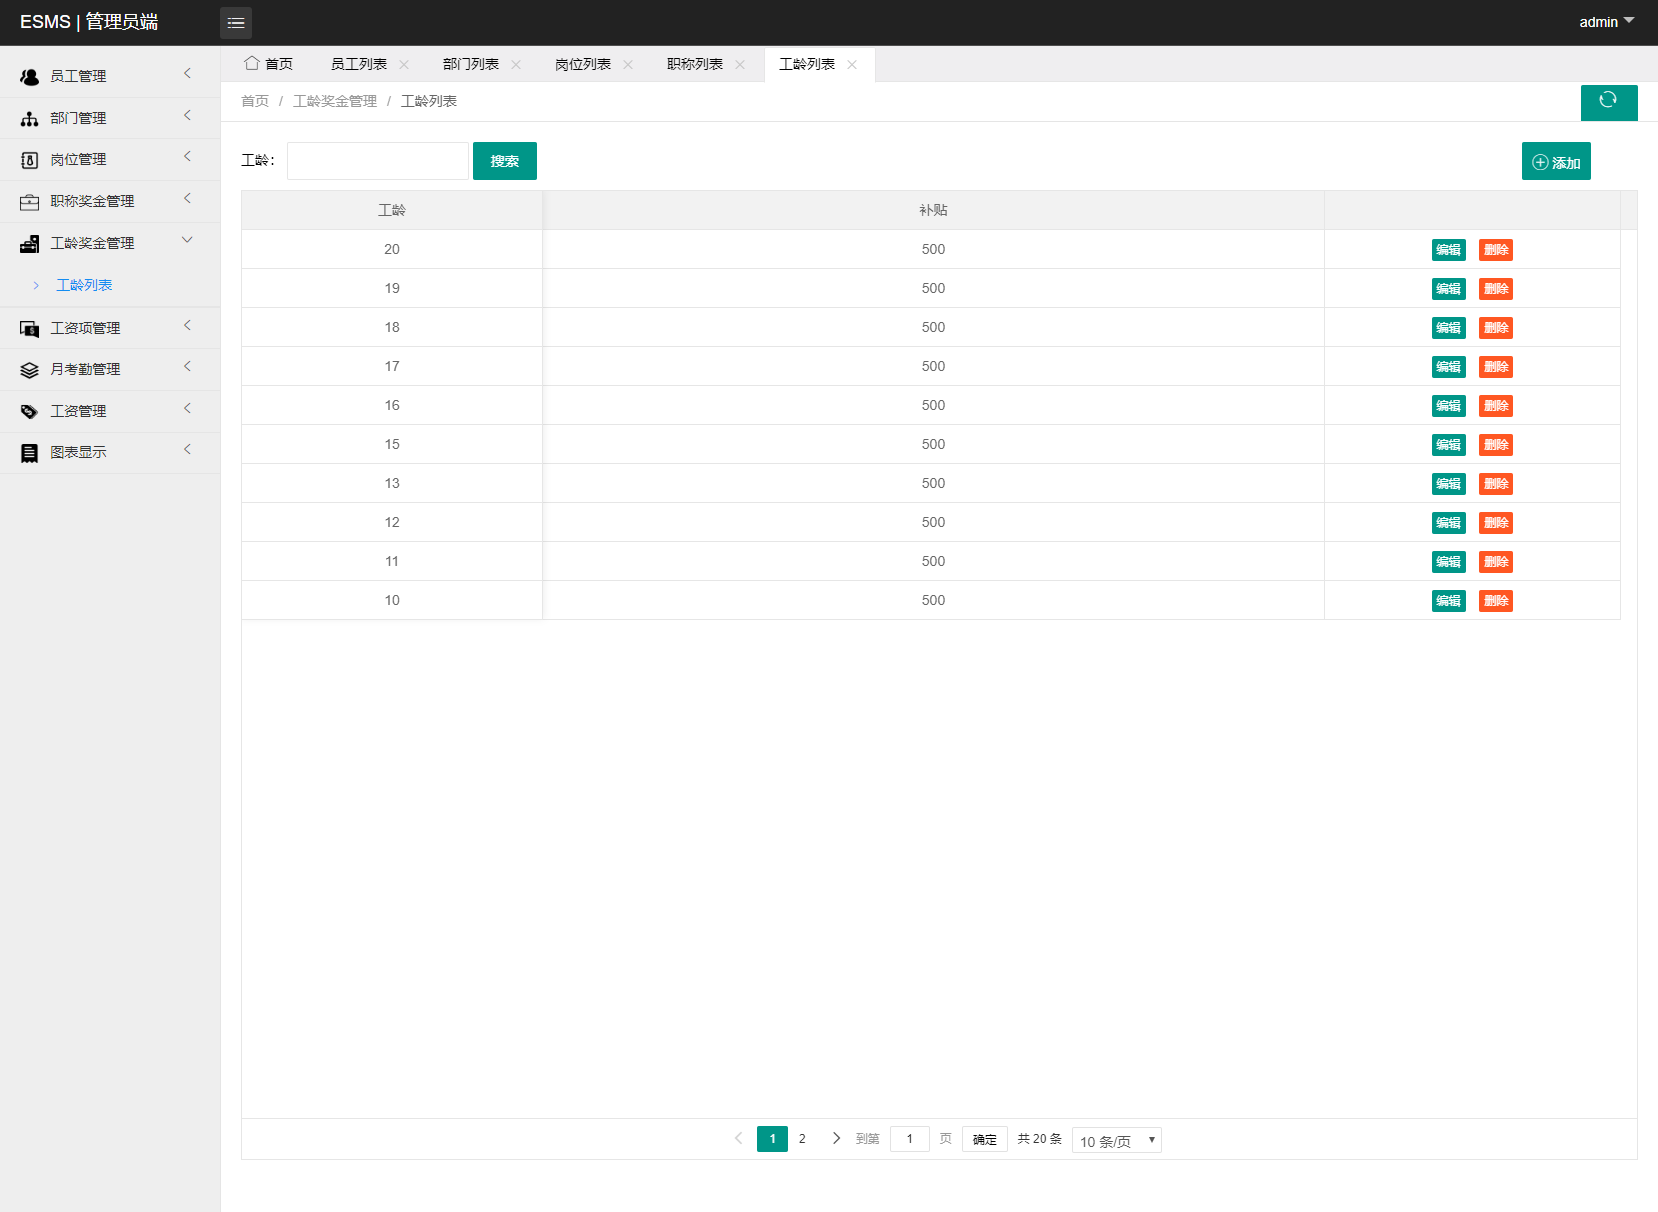 ESMS | 管理员端
admin
员工管理
部门管理
岗位管理
职称奖金管理
工龄奖金管理
工龄列表
工资项管理
月考勤管理
工资管理
图表显示
首页 员工列表 部门列表 岗位列表 职称列表 工龄列表
首页 / 工龄奖金管理 / 工龄列表
工龄： 搜索 添加
工龄 补贴
20 500 编辑 删除
19 500 编辑 删除
18 500 编辑 删除
17 500 编辑 删除
16 500 编辑 删除
15 500 编辑 删除
13 500 编辑 删除
12 500 编辑 删除
11 500 编辑 删除
10 500 编辑 删除
1 2 到第 1 页 确定 共 20 条 10 条/页